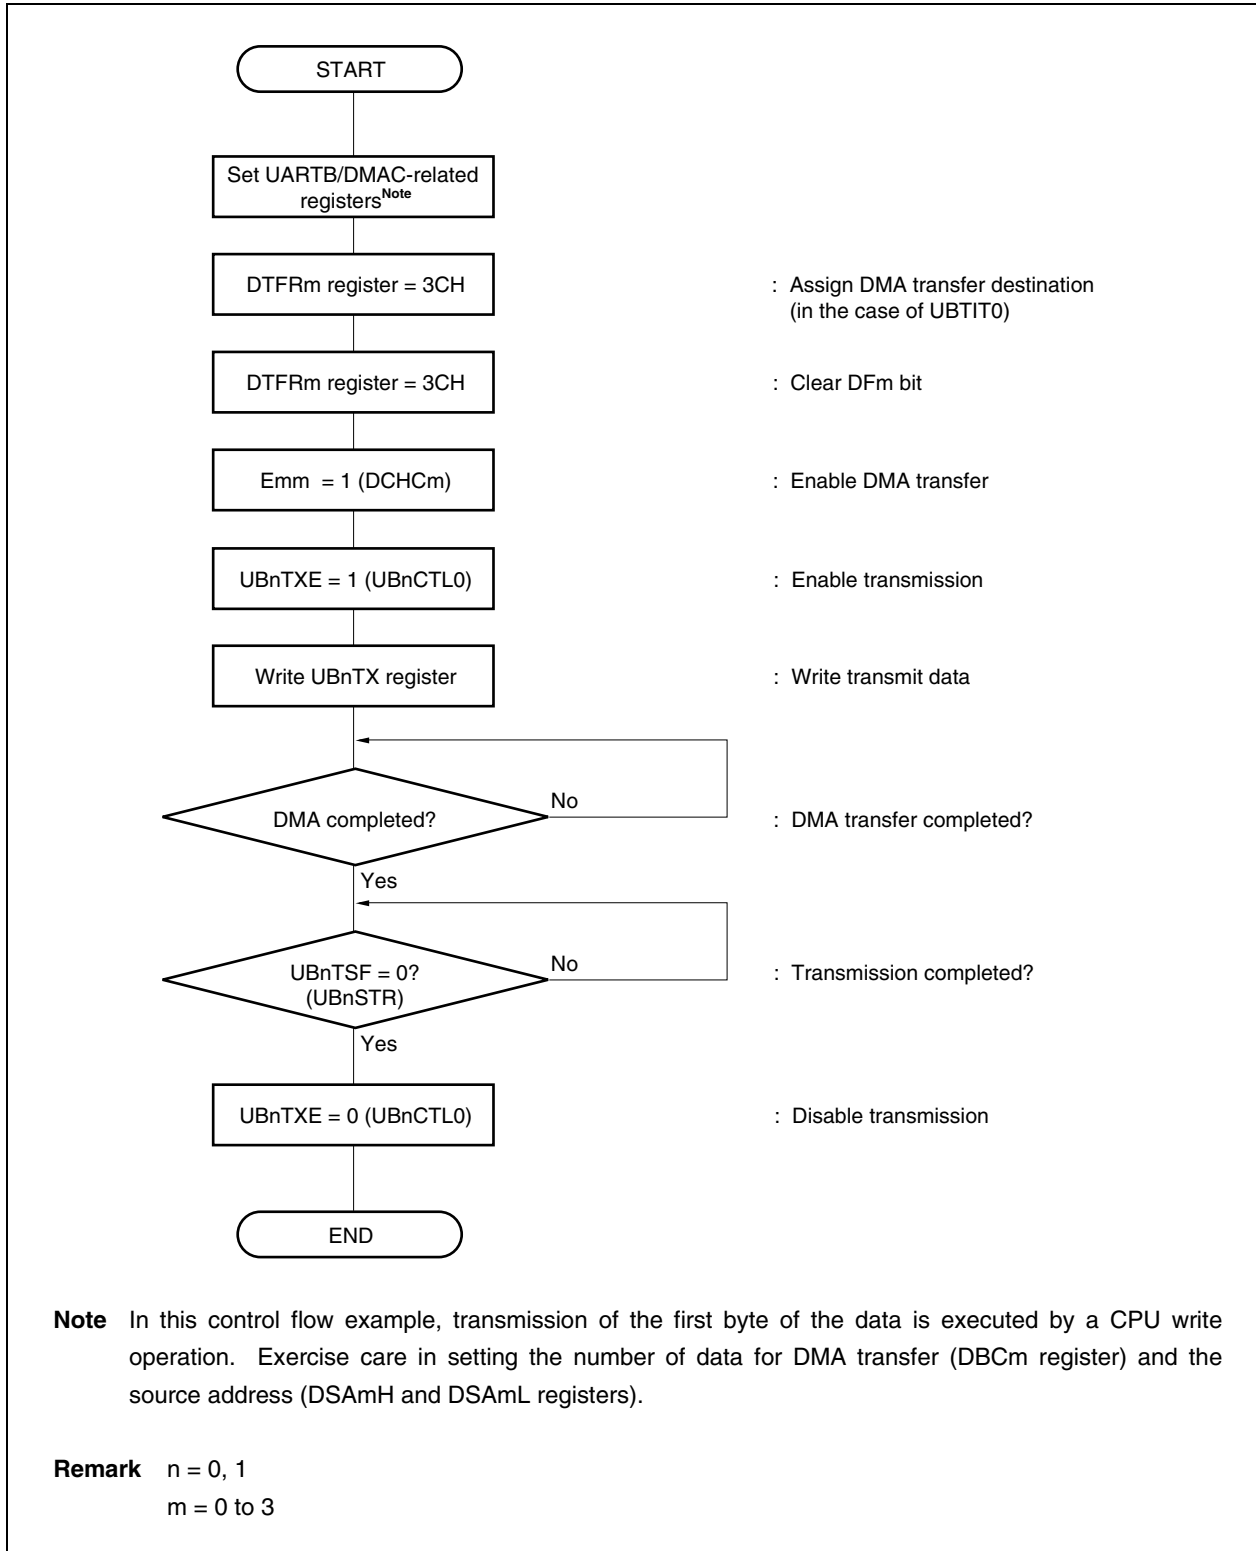 START
Set UARTB/DMAC-related
registersNote
DTFRm register = 3CH
: Assign DMA transfer destination
(in the case of UBTIT0)
DTFRm register = 3CH
: Clear DFm bit
Emm = 1 (DCHCm)
: Enable DMA transfer
UBnTXE = 1 (UBnCTL0)
: Enable transmission
Write UBnTX register
: Write transmit data
DMA completed?
No
: DMA transfer completed?
Yes
UBnTSF = 0?
(UBnSTR)
No
: Transmission completed?
Yes
UBnTXE = 0 (UBnCTL0)
: Disable transmission
END
Note In this control flow example, transmission of the first byte of the data is executed by a CPU write
operation. Exercise care in setting the number of data for DMA transfer (DBCm register) and the
source address (DSAmH and DSAmL registers).
Remark n = 0, 1
m = 0 to 3